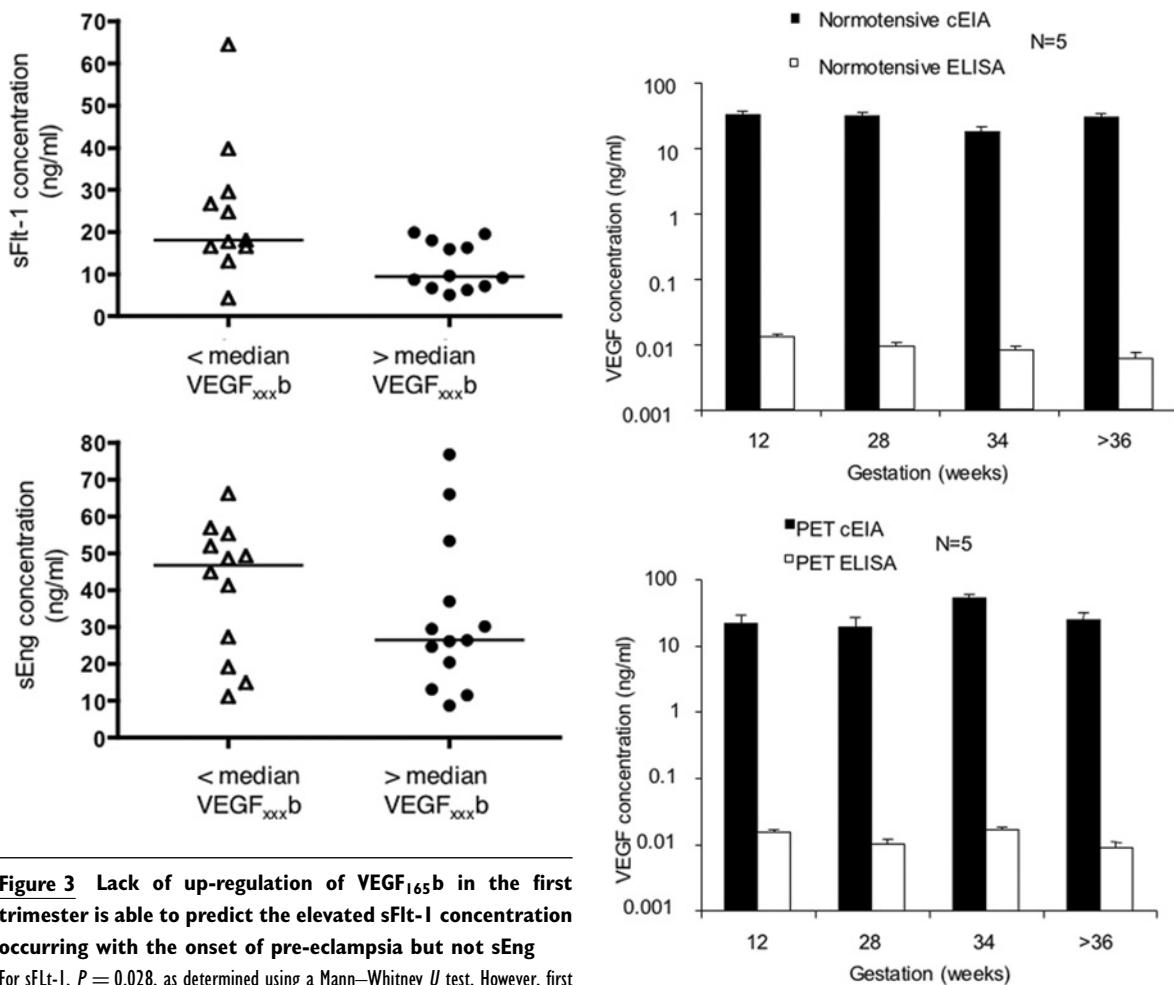 70
60
50
40
30
20
10
0
sFlt-1 concentration
(ng/ml)
< median
VEGFxxxb
> median
VEGFxxxb
80
70
60
50
40
30
20
10
0
sEng concentration
(ng/ml)
< median
VEGFxxxb
> median
VEGFxxxb
Figure 3 Lack of up-regulation of VEGF165b in the first
trimester is able to predict the elevated sFlt-1 concentration
occurring with the onset of pre-eclampsia but not sEng
For sFLt-1, P = 0.028, as determined using a Mann–Whitney U test. However, first
Normotensive cEIA
N=5
Normotensive ELISA
100
10
1
0.1
0.01
0.001
VEGF concentration (ng/ml)
12 28 34 >36
Gestation (weeks)
PET cEIA
N=5
PET ELISA
100
10
1
0.1
0.01
0.001
VEGF concentration (ng/ml)
12 28 34 >36
Gestation (weeks)